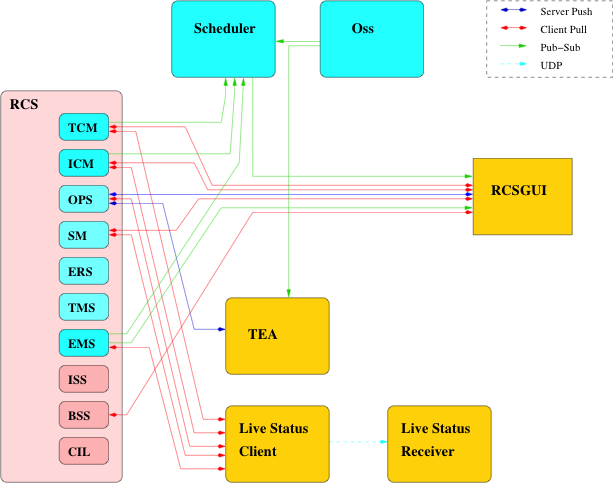 Scheduler
Oss
Server Push
Client Pull
Pub−Sub
UDP
RCS
TCM
ICM
OPS
SM
ERS
TMS
EMS
ISS
BSS
CIL
RCSGUI
TEA
Live Status
Client
Live Status
Receiver